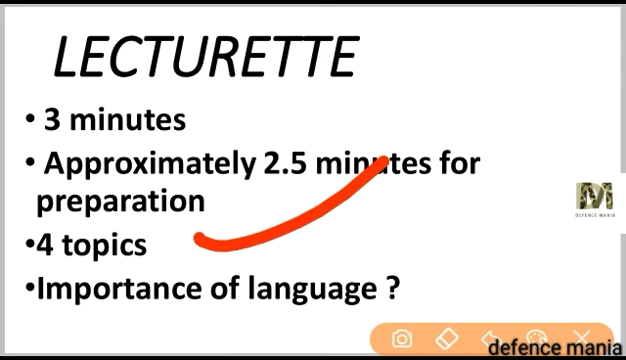 LECTURETTE
• 3 minutes
• Approximately 2.5 minutes for
preparation
•4 topics
•Importance of language ?
M
DEFENCE MANIA
defence mania